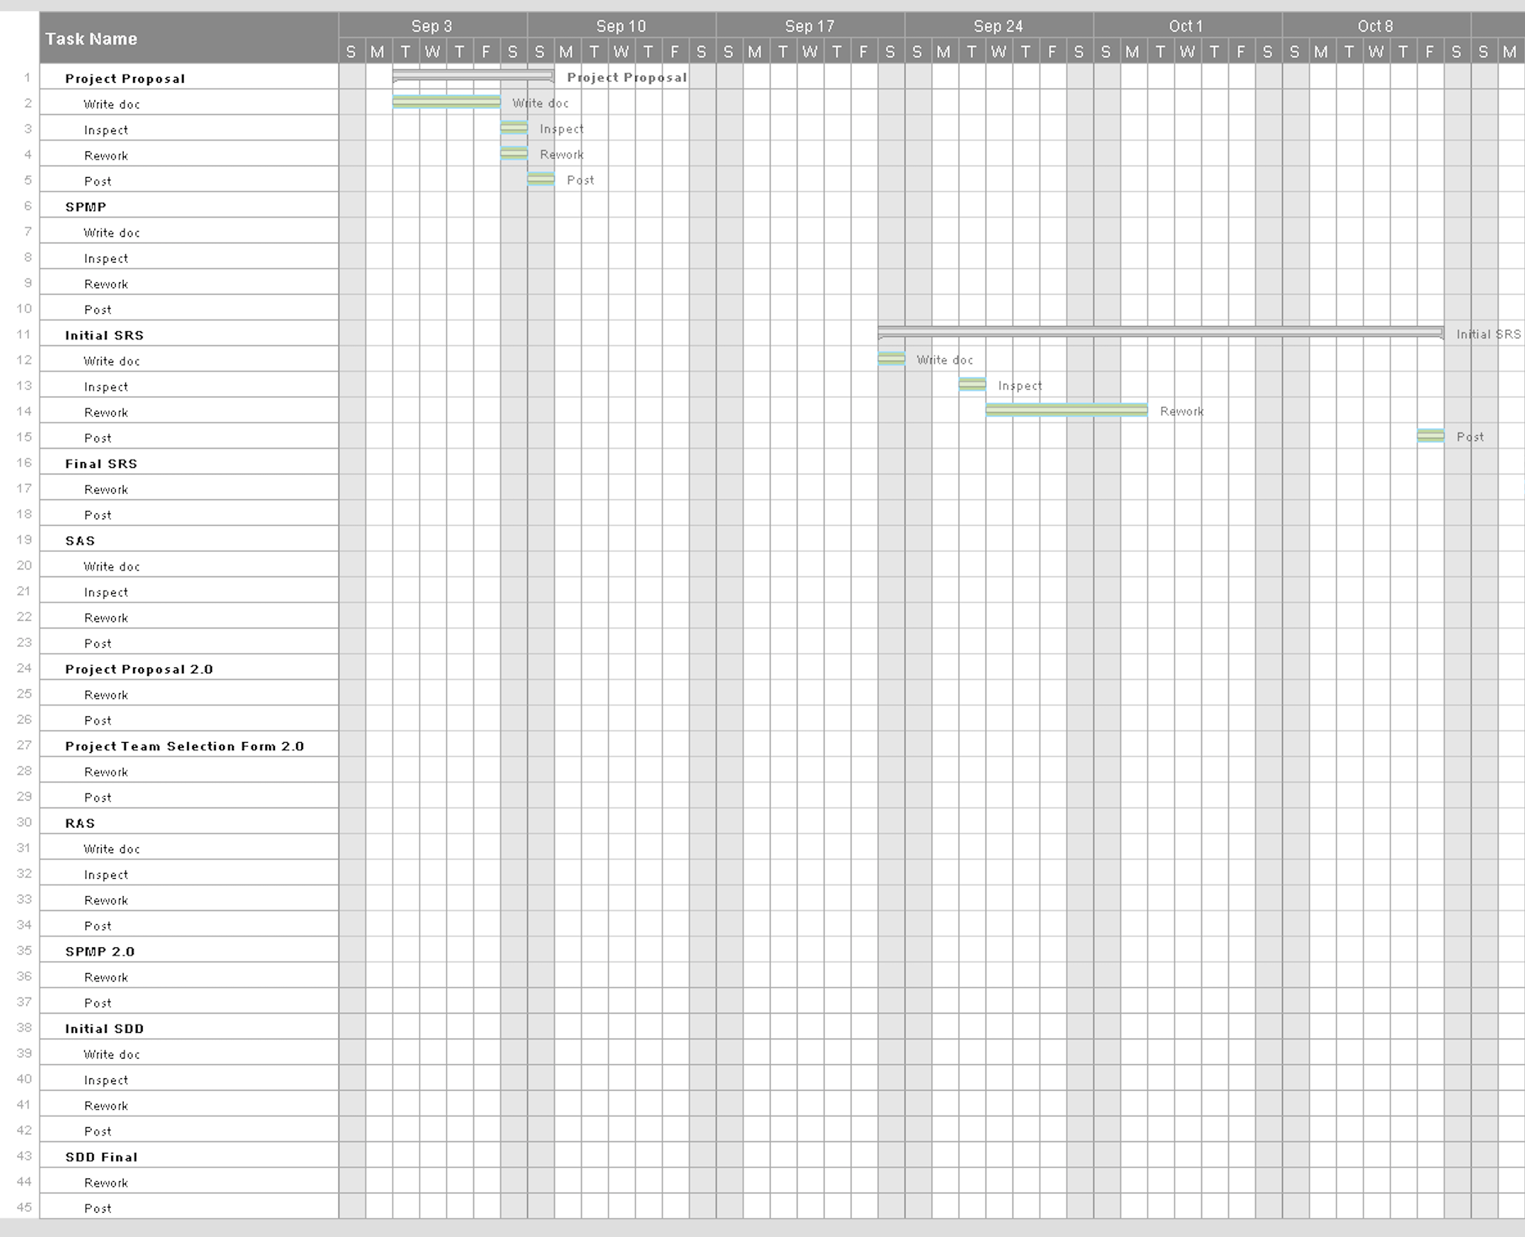 Task Name Sep 3 Sep 10 Sep 17 Sep 24 Oct 1 Oct 8
S M T W T F S S M T W T F S S M T W T F S S M T W T F S S M T W T F S S M T W T F S S M
1 Project Proposal Project Proposal
2 Write doc Write doc
3 Inspect Inspect
4 Rework Rework
5 Post Post
6 SPMP
7 Write doc
8 Inspect
9 Rework
10 Post
11 Initial SRS Initial SRS
12 Write doc Write doc
13 Inspect Inspect
14 Rework Rework
15 Post Post
16 Final SRS
17 Rework
18 Post
19 SAS
20 Write doc
21 Inspect
22 Rework
23 Post
24 Project Proposal 2.0
25 Rework
26 Post
27 Project Team Selection Form 2.0
28 Rework
29 Post
30 RAS
31 Write doc
32 Inspect
33 Rework
34 Post
35 SPMP 2.0
36 Rework
37 Post
38 Initial SDD
39 Write doc
40 Inspect
41 Rework
42 Post
43 SDD Final
44 Rework
45 Post